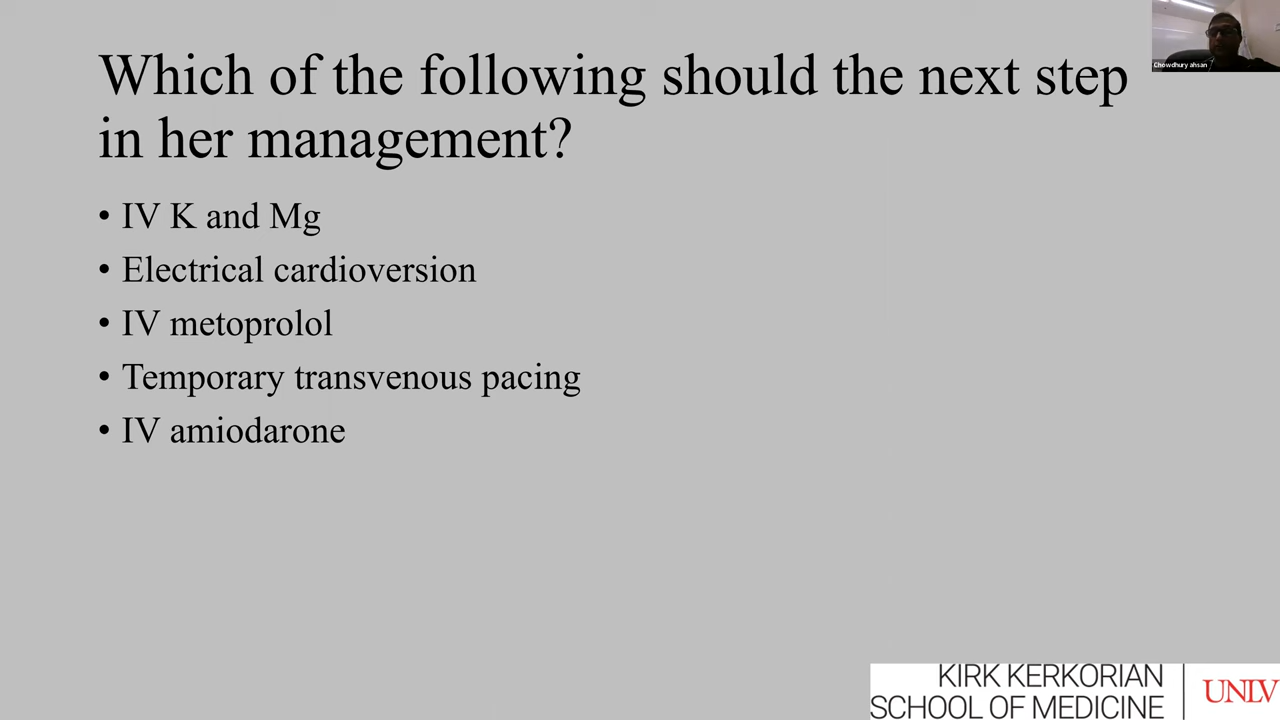 Chowdhury ahsan
Which of the following should the next step
in her management?
• IV K and Mg
• Electrical cardioversion
• IV metoprolol
• Temporary transvenous pacing
• IV amiodarone
KIRK KERKORIAN
SCHOOL OF MEDICINE
UNLV